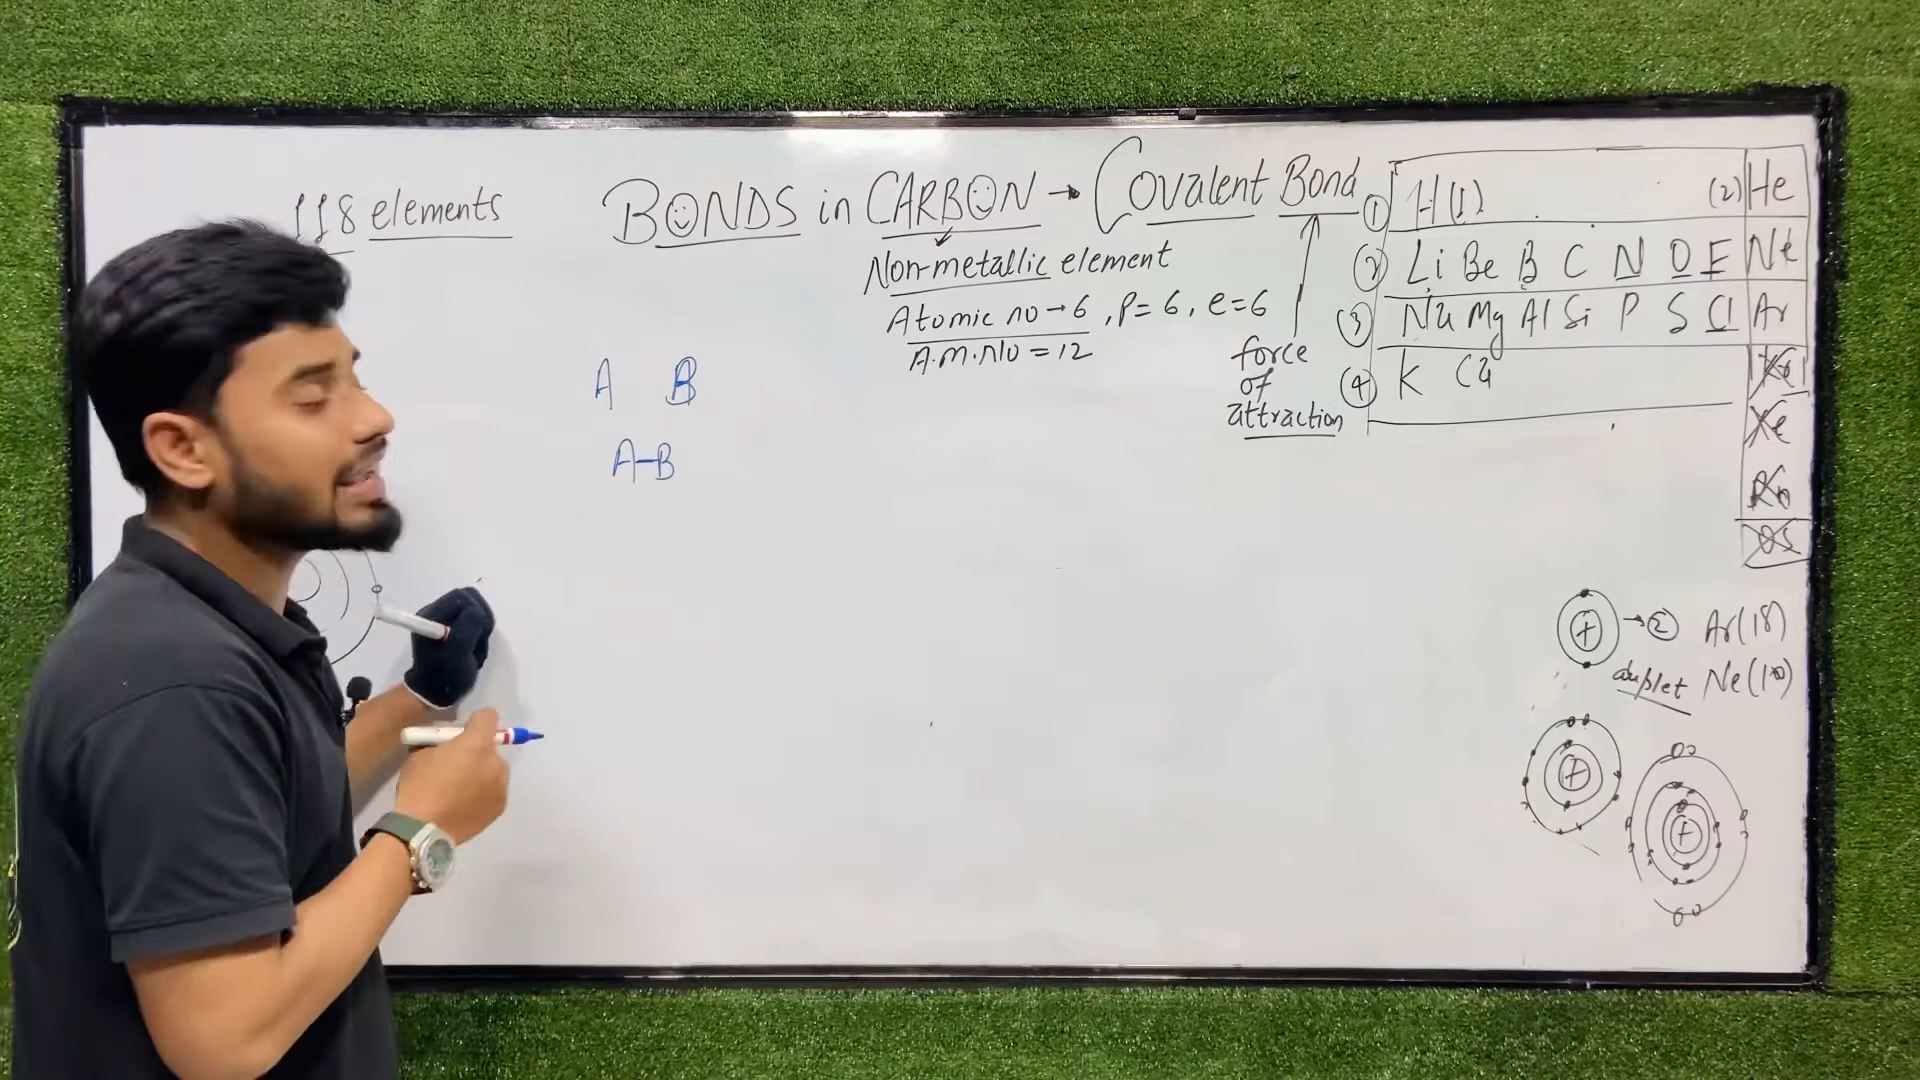 118 elements
BONDS in CARBON → Covalent Bond
Non-metallic element
Atomic no → 6, P=6, e=6
A.M.No = 12
force
of
attraction
A B
A-B
① H(1) (2) He
② Li Be B C N O F Ne
③ Na Mg Al Si P S Cl Ar
④ K Ca Kr
Xe
Rn
Os
+ → ② Ar(18)
duplet Ne(10)
+
+